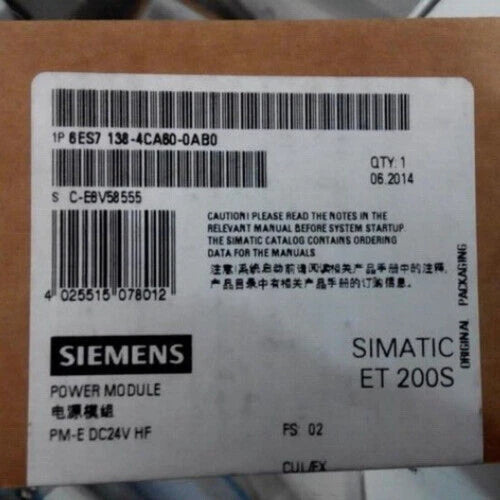 1P 6ES7 138-4CA60-0AB0
QTY: 1
06.2014
S C-E8V58555
CAUTION! PLEASE READ THE NOTES IN THE
RELEVANT MANUAL BEFORE SYSTEM STARTUP.
THE SIMATIC CATALOG CONTAINS ORDERING
DATA FOR THE MANUALS
注意!系统启动前请阅读相关产品手册中的注释,
产品目录中有相关产品手册的订购信息.
4 025515 078012
ORIGINAL PACKAGING
SIEMENS
SIMATIC
ET 200S
POWER MODULE
电源模组
PM-E DC24V HF
FS: 02
CUL/EX